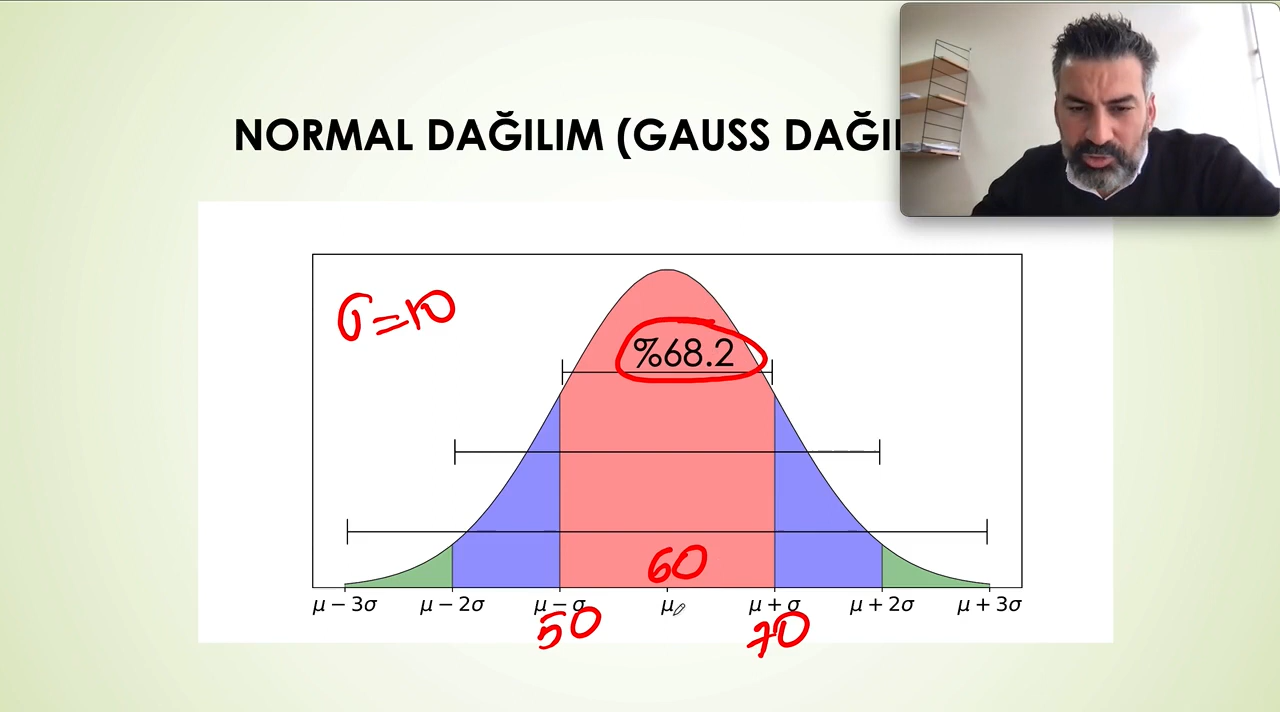 NORMAL DAĞILIM (GAUSS DAĞI
σ=10
%68.2
60
μ − 3σ μ − 2σ μ − σ μ μ + σ μ + 2σ μ + 3σ
50 70